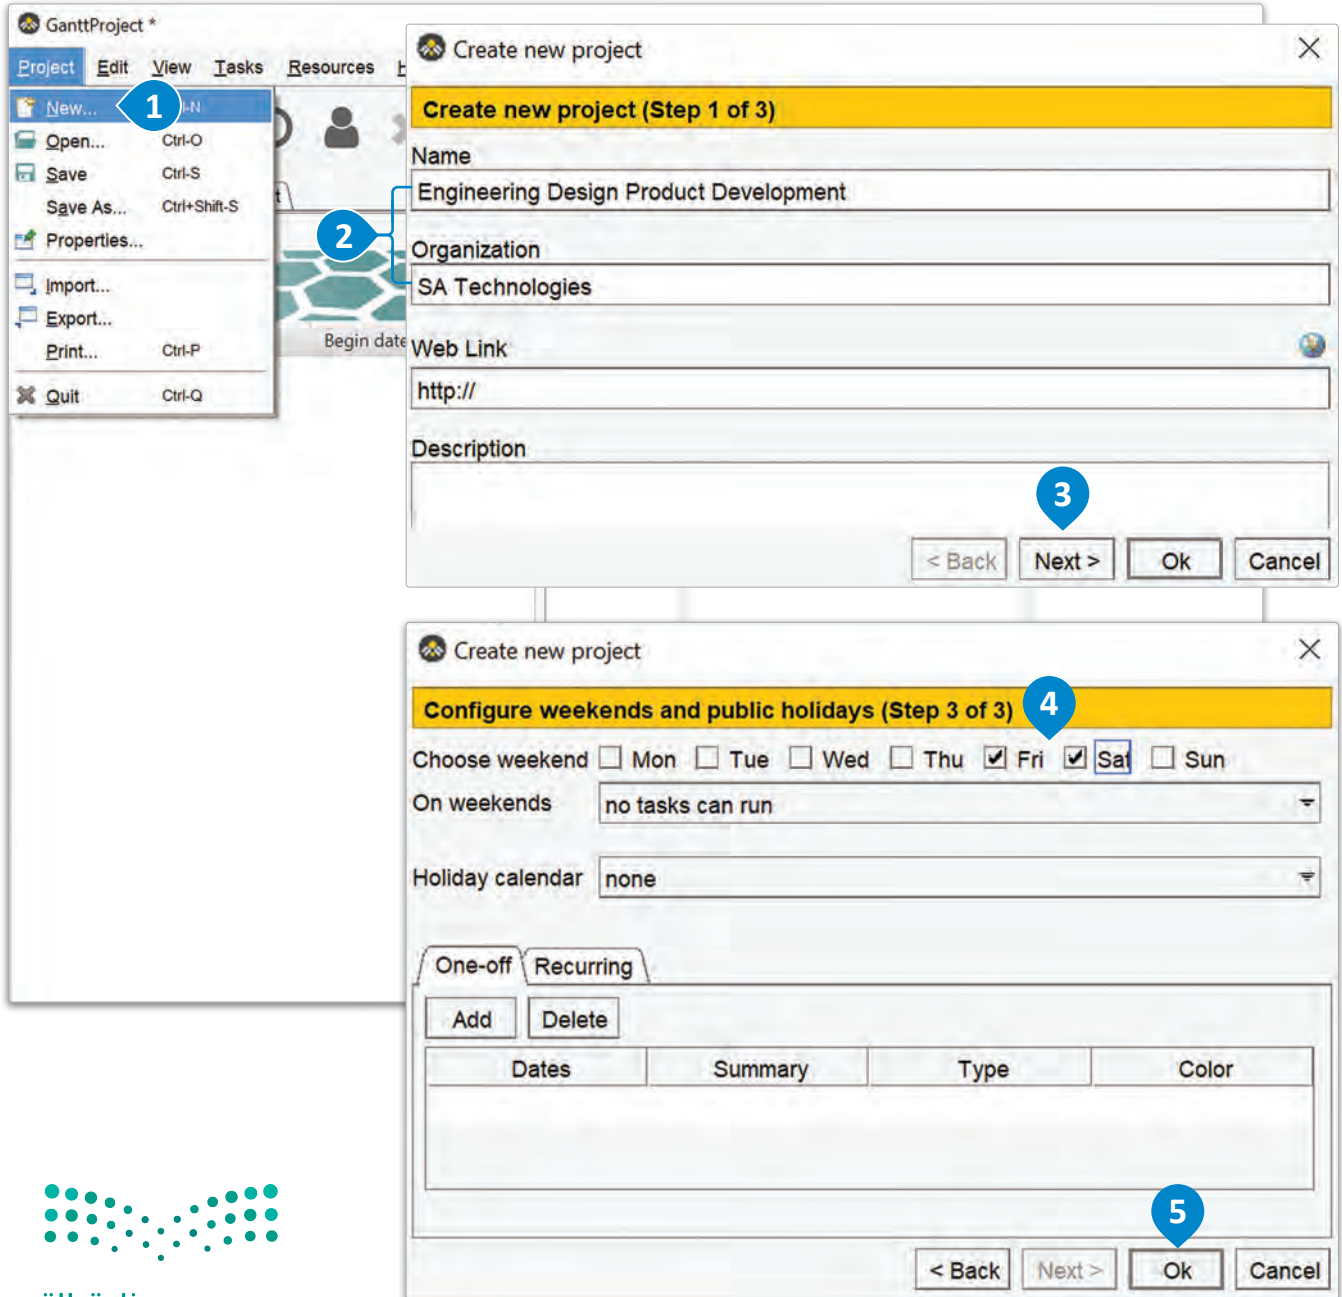 GanttProject *
Project Edit View Tasks Resources
New...
1
Open... Ctrl-O
Save Ctrl-S
Save As... Ctrl+Shift-S
Properties...
Import...
Export...
Print... Ctrl-P
Quit Ctrl-Q
Begin date
Create new project
Create new project (Step 1 of 3)
Name
Engineering Design Product Development
2
Organization
SA Technologies
Web Link
http://
Description
3
< Back Next > Ok Cancel
Create new project
Configure weekends and public holidays (Step 3 of 3)
4
Choose weekend Mon Tue Wed Thu Fri Sat Sun
On weekends no tasks can run
Holiday calendar none
One-off Recurring
Add Delete
Dates Summary Type Color
5
< Back Next > Ok Cancel